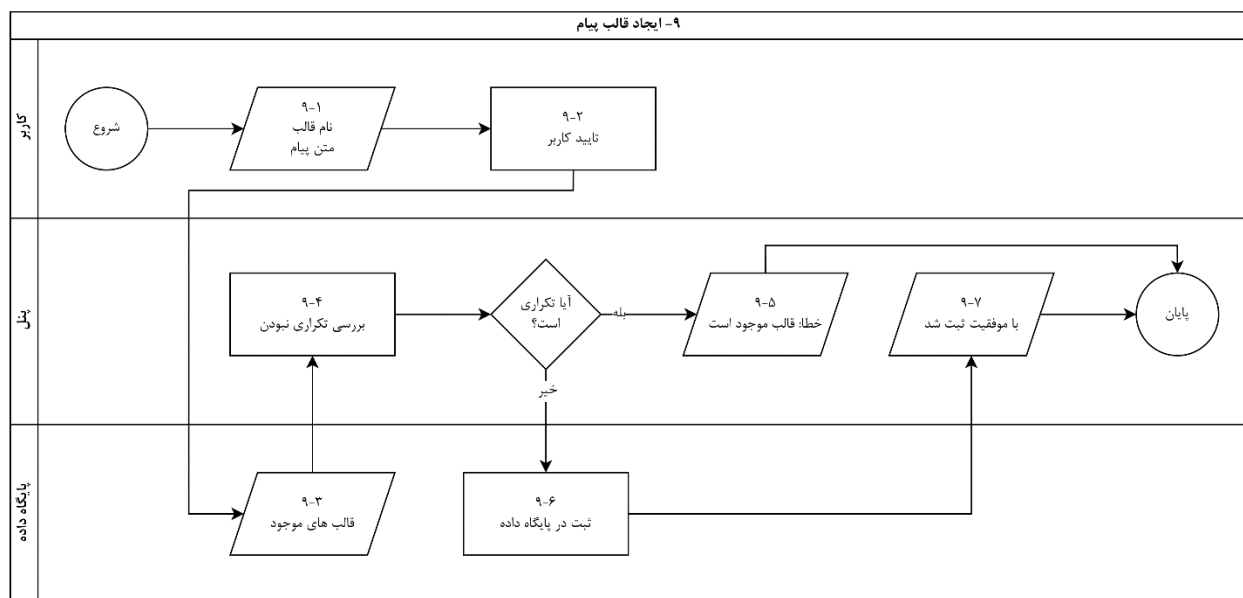 ۹- ایجاد قالب پیام
کاربر
شروع
۹-۱
نام قالب
متن پیام
۹-۲
تایید کاربر
پنل
۹-۴
بررسی تکراری نبودن
آیا تکراری
است؟
بله
خیر
۹-۵
خطا: قالب موجود است
۹-۷
با موفقیت ثبت شد
پایان
پایگاه داده
۹-۳
قالب های موجود
۹-۶
ثبت در پایگاه داده